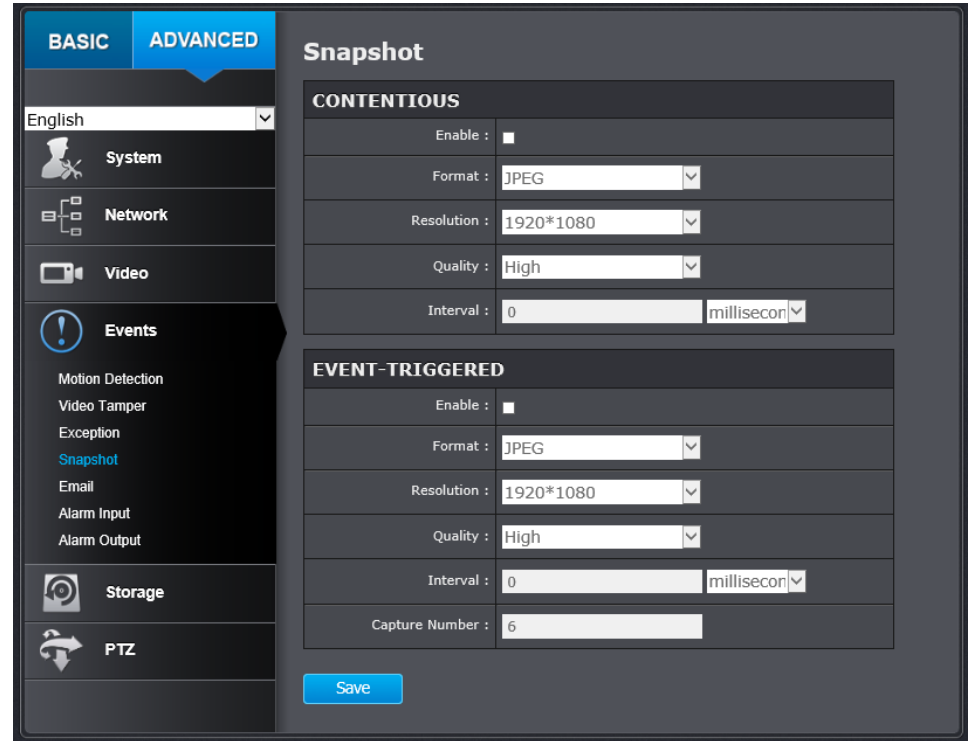 BASIC
ADVANCED
English
System
Network
Video
Events
Motion Detection
Video Tamper
Exception
Snapshot
Email
Alarm Input
Alarm Output
Storage
PTZ
Snapshot
CONTENTIOUS
Enable :
Format : JPEG
Resolution : 1920*1080
Quality : High
Interval : 0 millisecon
EVENT-TRIGGERED
Enable :
Format : JPEG
Resolution : 1920*1080
Quality : High
Interval : 0 millisecon
Capture Number : 6
Save